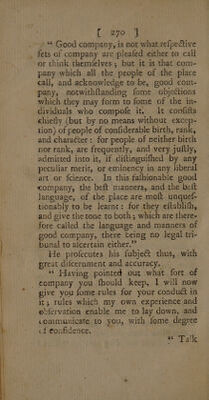 [ 270 ]
“ Good company, is not what reſpective
ſets of company are pleaſed either to call
or think themſelves; but it is that com-
pany which all the people of the place
call, and acknowledge to be, good com-
pany, notwithſtanding ſome objections
which they may form to ſome of the in-
dividuals who compoſe it. It conſiſts
chiefly (but by no means without excep-
tion) of people of conſiderable birth, rank,
and character: for people of neither birth
nor rank, are frequently, and very juſtly,
admitted into it, if diſtinguiſhed by any
peculiar merit, or eminency in any liberal
art or ſcience. In this faſhionable good
company, the beſt manners, and the beſt
language, of the place are moſt unqueſ-
tionably to be learnt: for they eſtabliſh,
and give the tone to both; which are there-
fore called the language and manners of
good company, there being no legal tri-
bunal to aſcertain either.”
He proſecutes his ſubject thus, with
great diſcernment and accuracy.
“ Having pointed out what ſort of
company you ſhould keep, I will now
give you ſome rules for your conduct in
it; rules which my own experience and
obſervation enable me to lay down, and
communicate to you, with ſome degree
of confidence.
“ Talk